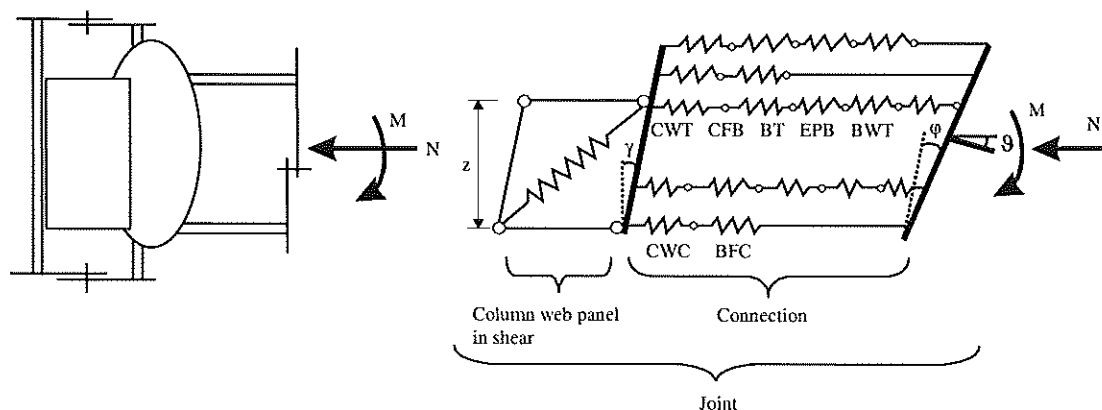 M
N
z
γ
CWT CFB BT EPB BWT
φ
ϑ
M
N
CWC BFC
Column web panel
in shear
Connection
Joint